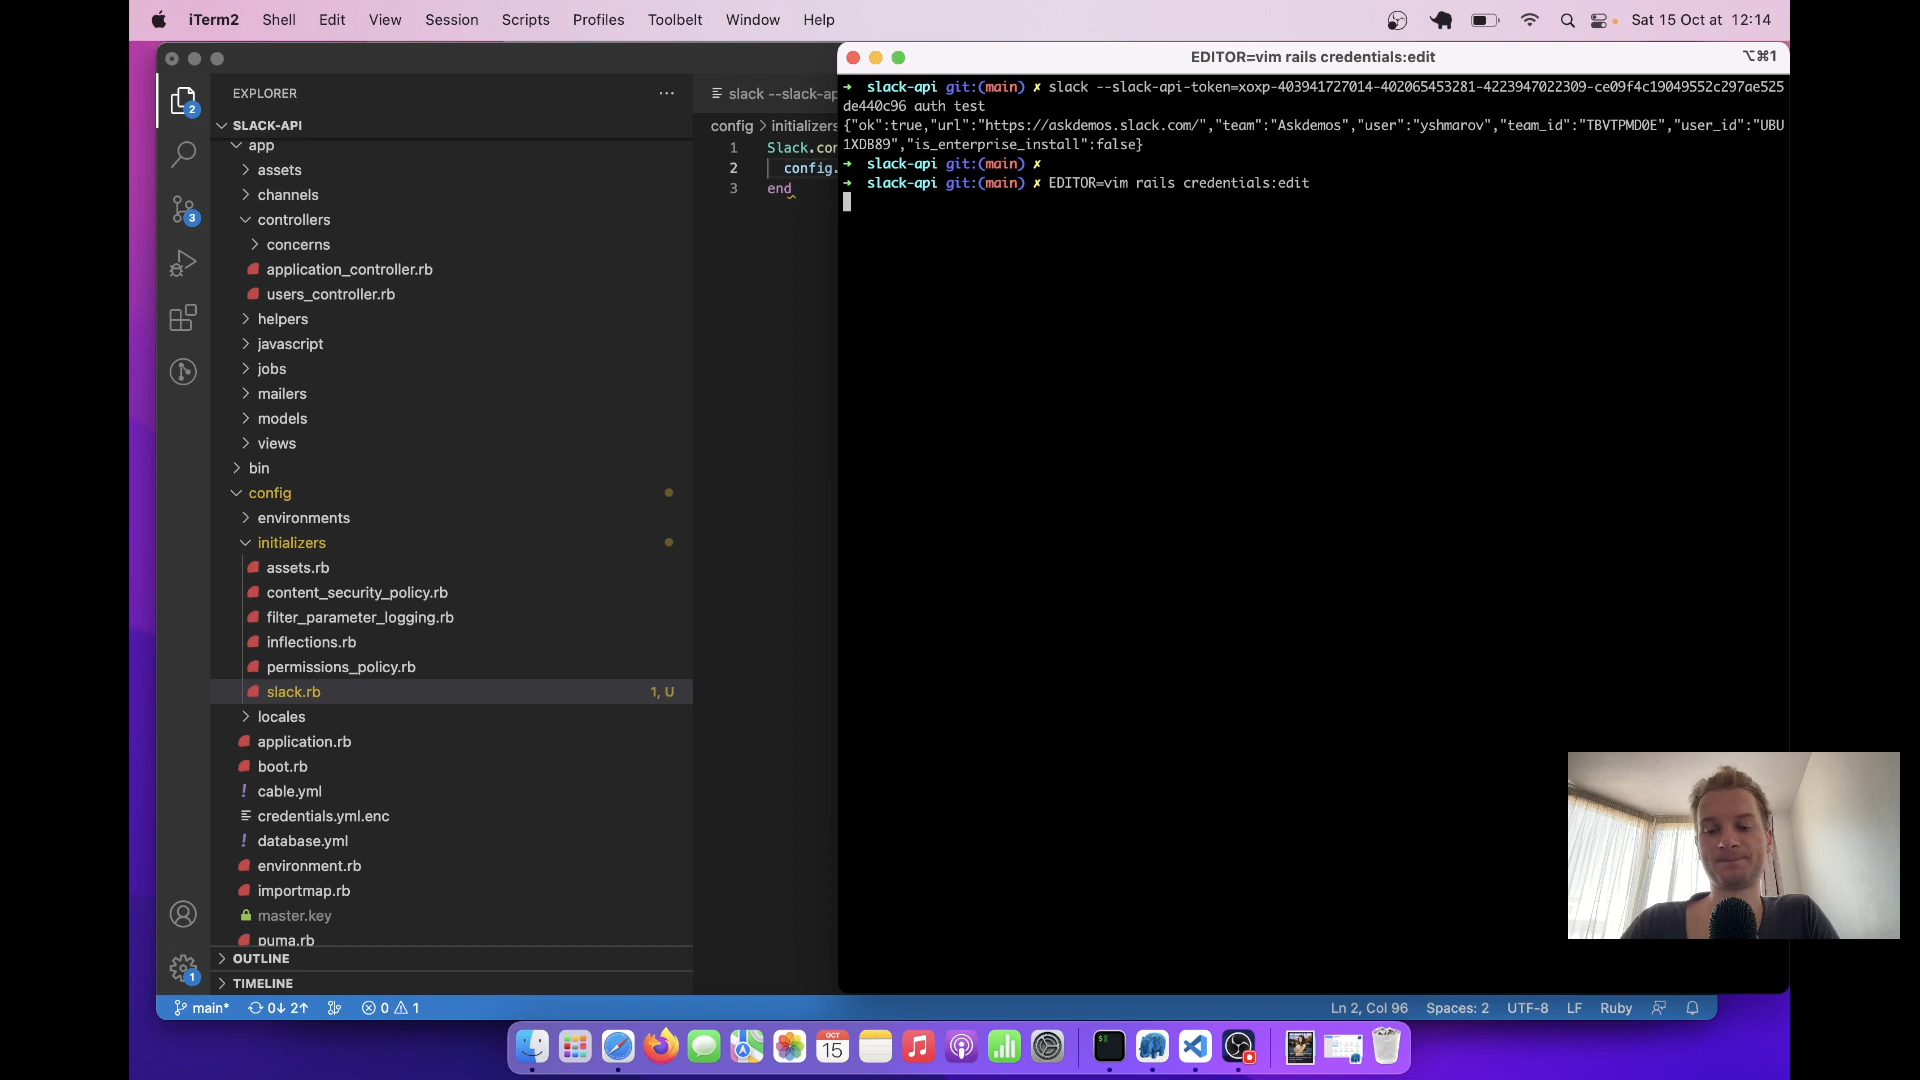 iTerm2 Shell Edit View Session Scripts Profiles Toolbelt Window Help Sat 15 Oct at 12:14
EXPLORER
SLACK-API
app
assets
channels
controllers
concerns
application_controller.rb
users_controller.rb
helpers
javascript
jobs
mailers
models
views
bin
config
environments
initializers
assets.rb
content_security_policy.rb
filter_parameter_logging.rb
inflections.rb
permissions_policy.rb
slack.rb 1, U
locales
application.rb
boot.rb
cable.yml
credentials.yml.enc
database.yml
environment.rb
importmap.rb
master.key
puma.rb
OUTLINE
TIMELINE
2
3
1
slack --slack-ap
config > initializers
1 Slack.con
2 config.
3 end
EDITOR=vim rails credentials:edit ⌥⌘1
➜ slack-api git:(main) ✗ slack --slack-api-token=xoxp-403941727014-402065453281-4223947022309-ce09f4c19049552c297ae525
de440c96 auth test
{"ok":true,"url":"https://askdemos.slack.com/","team":"Askdemos","user":"yshmarov","team_id":"TBVTPMD0E","user_id":"UBU
1XDB89","is_enterprise_install":false}
➜ slack-api git:(main) ✗
➜ slack-api git:(main) ✗ EDITOR=vim rails credentials:edit
main* 0↓ 2↑ 0 1 Ln 2, Col 96 Spaces: 2 UTF-8 LF Ruby
OCT
15